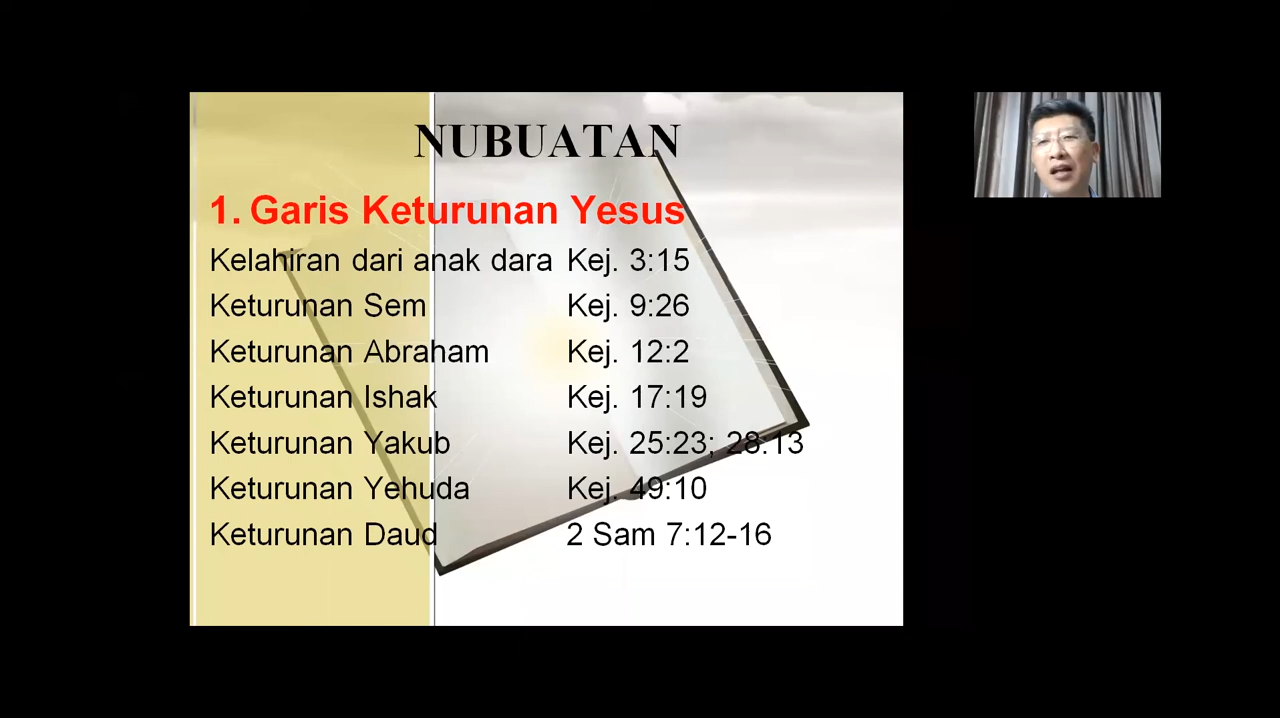 NUBUATAN
1. Garis Keturunan Yesus
Kelahiran dari anak dara Kej. 3:15
Keturunan Sem Kej. 9:26
Keturunan Abraham Kej. 12:2
Keturunan Ishak Kej. 17:19
Keturunan Yakub Kej. 25:23; 28:13
Keturunan Yehuda Kej. 49:10
Keturunan Daud 2 Sam 7:12-16